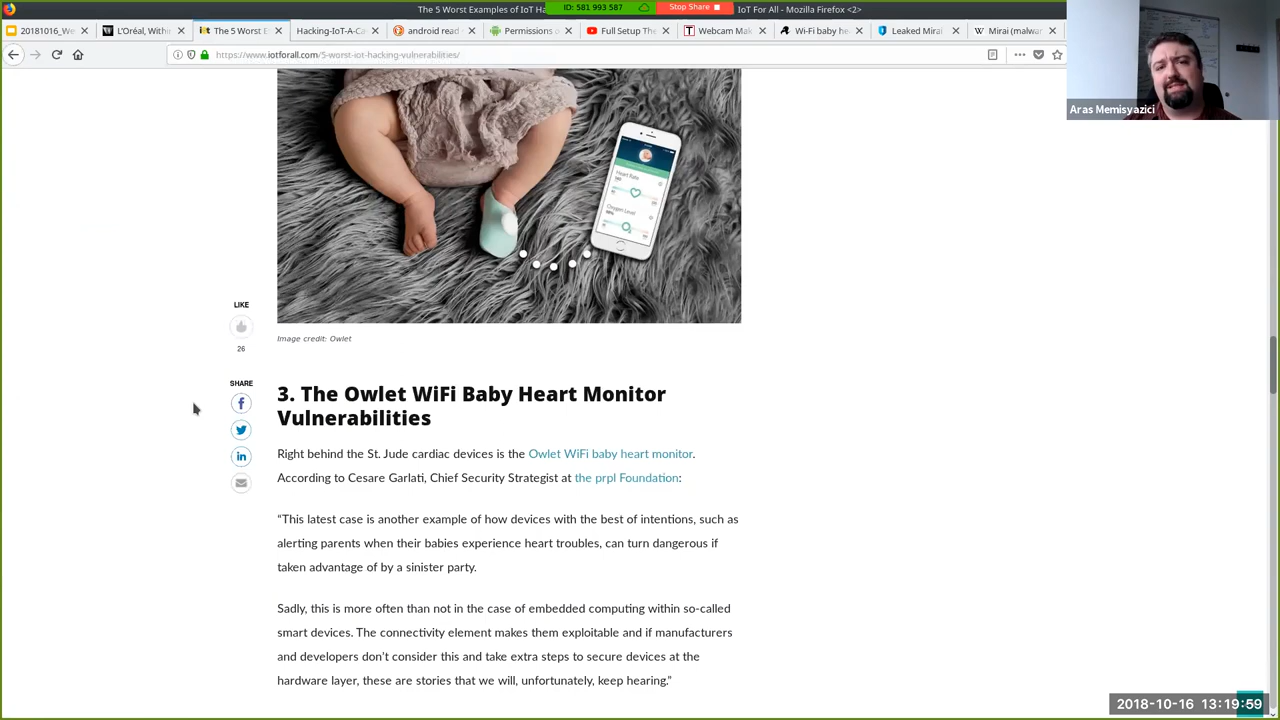 The 5 Worst Examples of IoT Ha
ID: 581 993 587
Stop Share
IoT For All - Mozilla Firefox <2>
20181016_We
L'Oréal, Withi
The 5 Worst E
Hacking-IoT-A-Ca
android read
Permissions o
Full Setup The
Webcam Mak
Wi-Fi baby he
Leaked Mirai
Mirai (malwar
https://www.iotforall.com/5-worst-iot-hacking-vulnerabilities/
Aras Memisyazici
Heart Rate
Oxygen Level
LIKE
26
Image credit: Owlet
SHARE
3. The Owlet WiFi Baby Heart Monitor
Vulnerabilities
Right behind the St. Jude cardiac devices is the Owlet WiFi baby heart monitor.
According to Cesare Garlati, Chief Security Strategist at the prpl Foundation:
“This latest case is another example of how devices with the best of intentions, such as
alerting parents when their babies experience heart troubles, can turn dangerous if
taken advantage of by a sinister party.
Sadly, this is more often than not in the case of embedded computing within so-called
smart devices. The connectivity element makes them exploitable and if manufacturers
and developers don't consider this and take extra steps to secure devices at the
hardware layer, these are stories that we will, unfortunately, keep hearing.”
2018-10-16 13:19:59